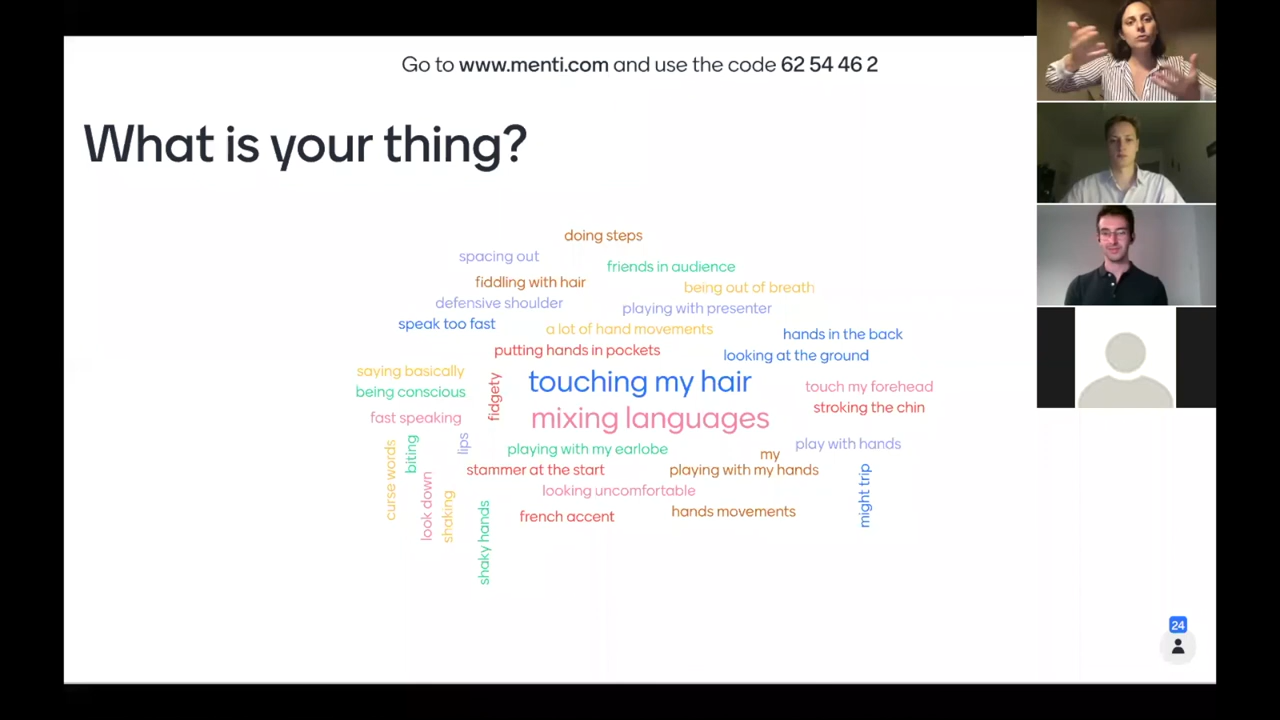 Go to www.menti.com and use the code 62 54 46 2
What is your thing?
doing steps
spacing out
friends in audience
fiddling with hair
being out of breath
defensive shoulder
playing with presenter
speak too fast
a lot of hand movements
hands in the back
putting hands in pockets
looking at the ground
saying basically
touching my hair
touch my forehead
being conscious
fidgety
stroking the chin
fast speaking
mixing languages
curse words
biting
lips
playing with my earlobe
play with hands
my
stammer at the start
playing with my hands
might trip
look down
shaking
looking uncomfortable
shaky hands
french accent
hands movements
24